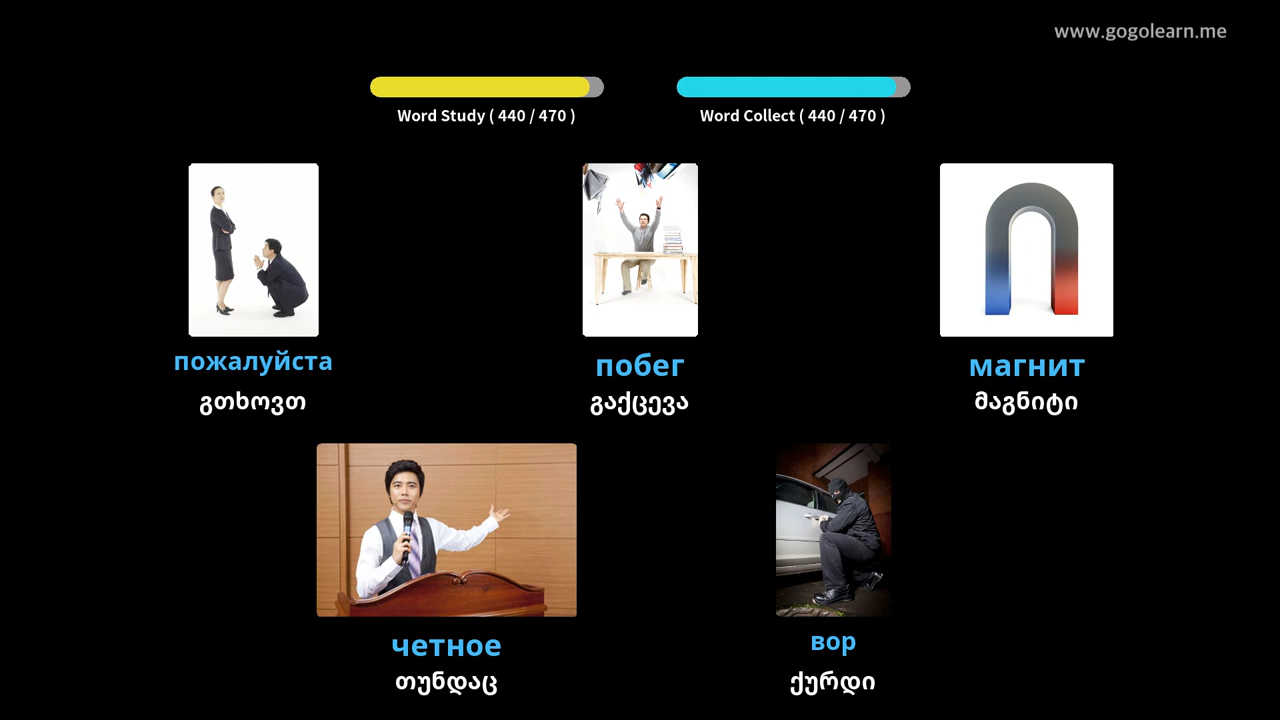 www.gogolearn.me
Word Study ( 440 / 470 )
Word Collect ( 440 / 470 )
пожалуйста
გთხოვთ
побег
გაქცევა
магнит
მაგნიტი
четное
თუნდაც
вор
ქურდი